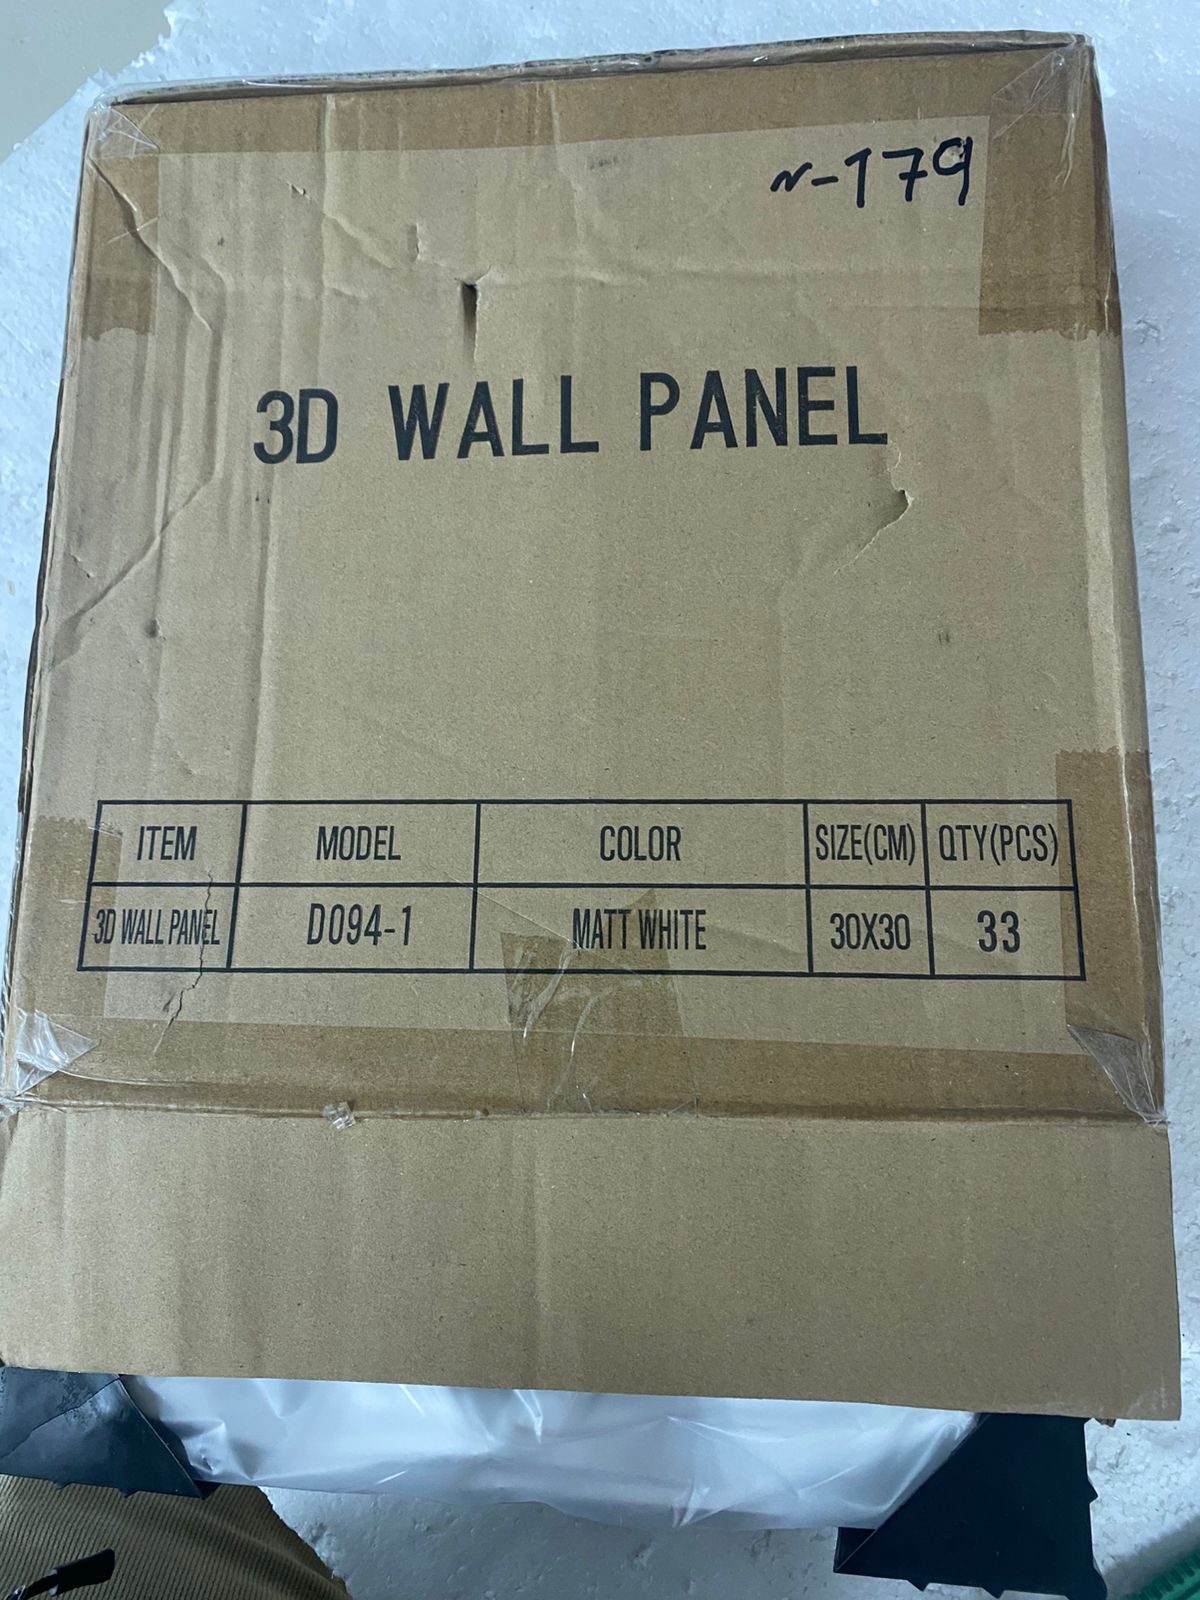 N-179
3D WALL PANEL
ITEM MODEL COLOR SIZE(CM) QTY(PCS)
3D WALL PANEL D094-1 MATT WHITE 30X30 33